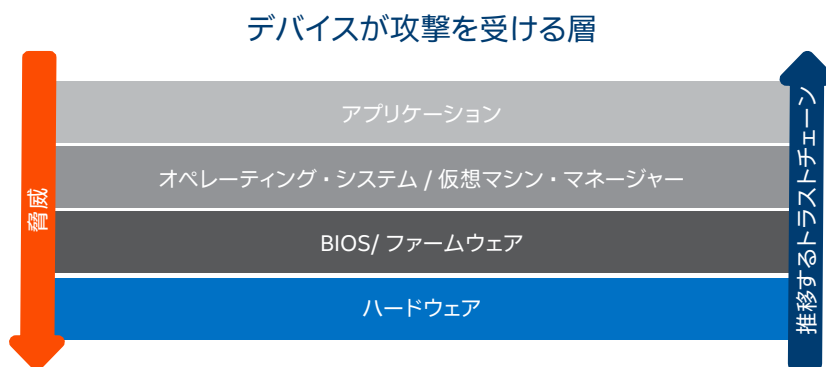 デバイスが攻撃を受ける層
アプリケーション
オペレーティング・システム / 仮想マシン・マネージャー
BIOS/ ファームウェア
ハードウェア
脅威
推移するトラストチェーン